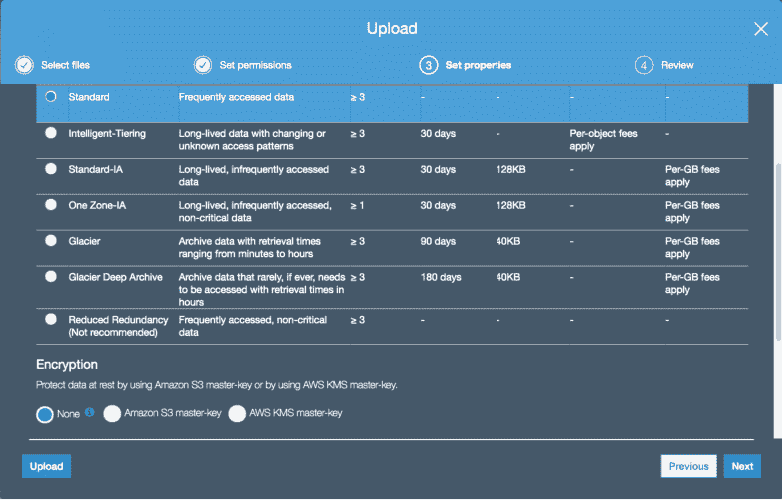 Upload
Select files
Set permissions
3 Set properties
4 Review
Standard Frequently accessed data ≥ 3 - - - -
Intelligent-Tiering Long-lived data with changing or ≥ 3 30 days - Per-object fees -
unknown access patterns apply
Standard-IA Long-lived, infrequently accessed ≥ 3 30 days 128KB - Per-GB fees
data apply
One Zone-IA Long-lived, infrequently accessed, ≥ 1 30 days 128KB - Per-GB fees
non-critical data apply
Glacier Archive data with retrieval times ≥ 3 90 days 40KB - Per-GB fees
ranging from minutes to hours apply
Glacier Deep Archive Archive data that rarely, if ever, needs ≥ 3 180 days 40KB - Per-GB fees
to be accessed with retrieval times in apply
hours
Reduced Redundancy Frequently accessed, non-critical ≥ 3 - - - -
(Not recommended) data
Encryption
Protect data at rest by using Amazon S3 master-key or by using AWS KMS master-key.
None Amazon S3 master-key AWS KMS master-key
Upload Previous Next